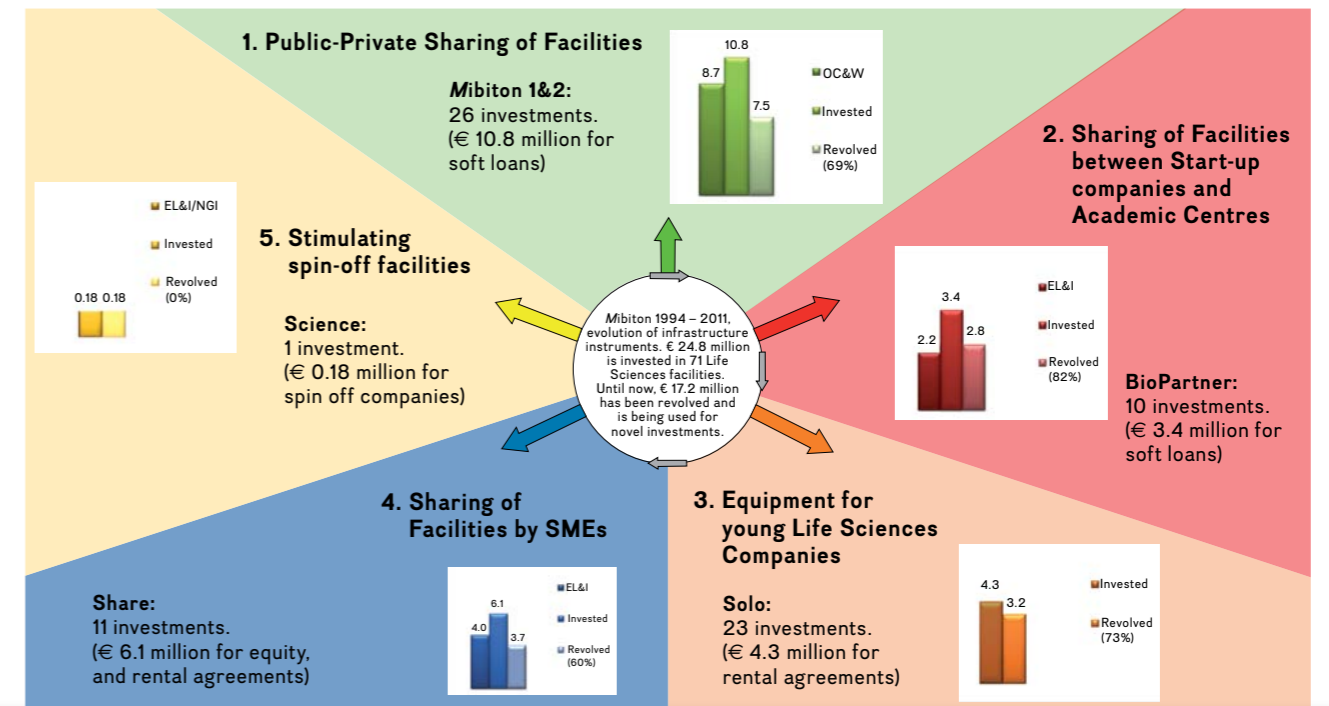 1. Public-Private Sharing of Facilities
Mibiton 1&2:
26 investments.
(€ 10.8 million for
soft loans)
8.7
10.8
7.5
OC&W
Invested
Revolved
(69%)
2. Sharing of Facilities
between Start-up
companies and
Academic Centres
2.2
3.4
2.8
EL&I
Invested
Revolved
(82%)
BioPartner:
10 investments.
(€ 3.4 million for
soft loans)
3. Equipment for
young Life Sciences
Companies
Solo:
23 investments.
(€ 4.3 million for
rental agreements)
4.3
3.2
Invested
Revolved
(73%)
4. Sharing of
Facilities by SMEs
Share:
11 investments.
(€ 6.1 million for equity,
and rental agreements)
4.0
6.1
3.7
EL&I
Invested
Revolved
(60%)
5. Stimulating
spin-off facilities
Science:
1 investment.
(€ 0.18 million for
spin off companies)
0.18 0.18
EL&I/NGI
Invested
Revolved
(0%)
Mibiton 1994 – 2011,
evolution of infrastructure
instruments. € 24.8 million
is invested in 71 Life
Sciences facilities.
Until now, € 17.2 million
has been revolved and
is being used for
novel investments.